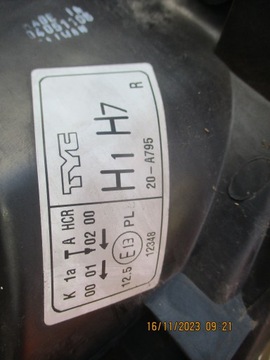 TYC
H1 H7 R
20-A795
K 1a T A HCR
00 01 02 00
12.5 E13 PL
12348
16/11/2023 09:21